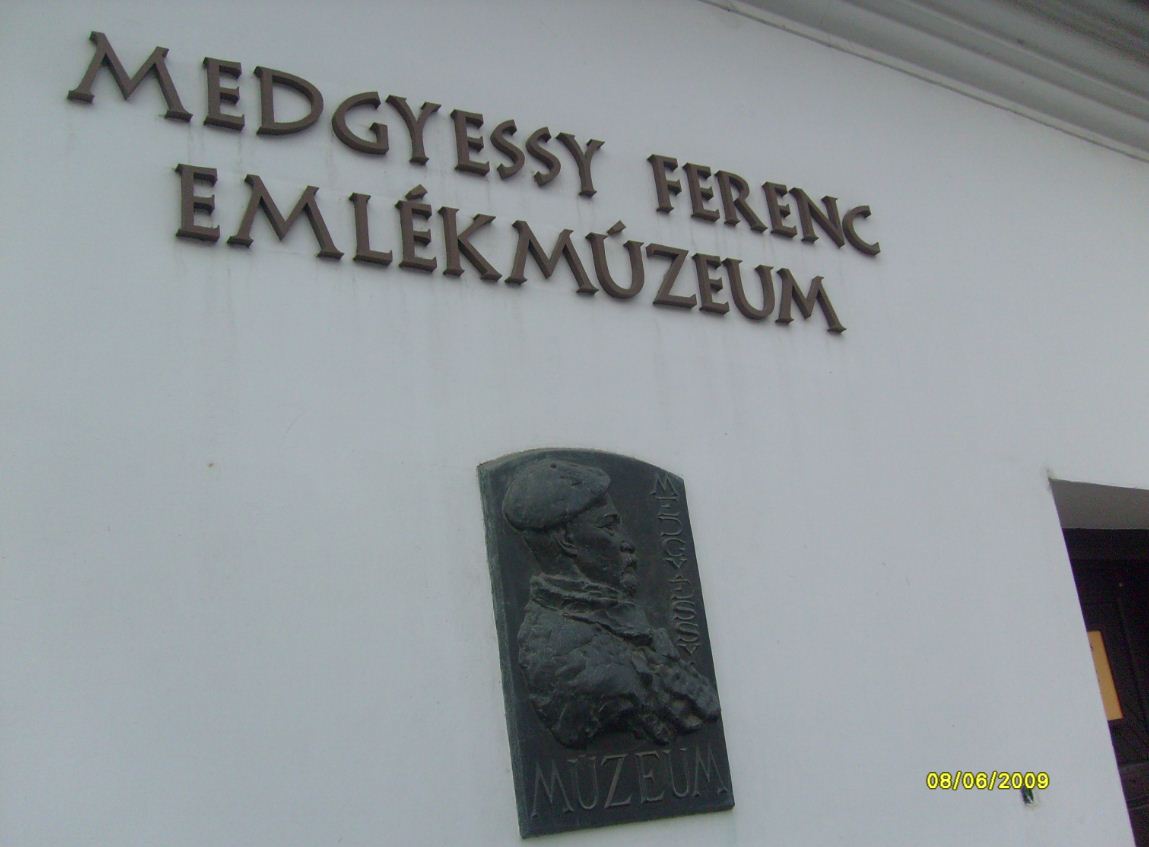 MEDGYESSY FERENC
EMLÉKMÚZEUM
MEDGYESSY
MÚZEUM
08/06/2009